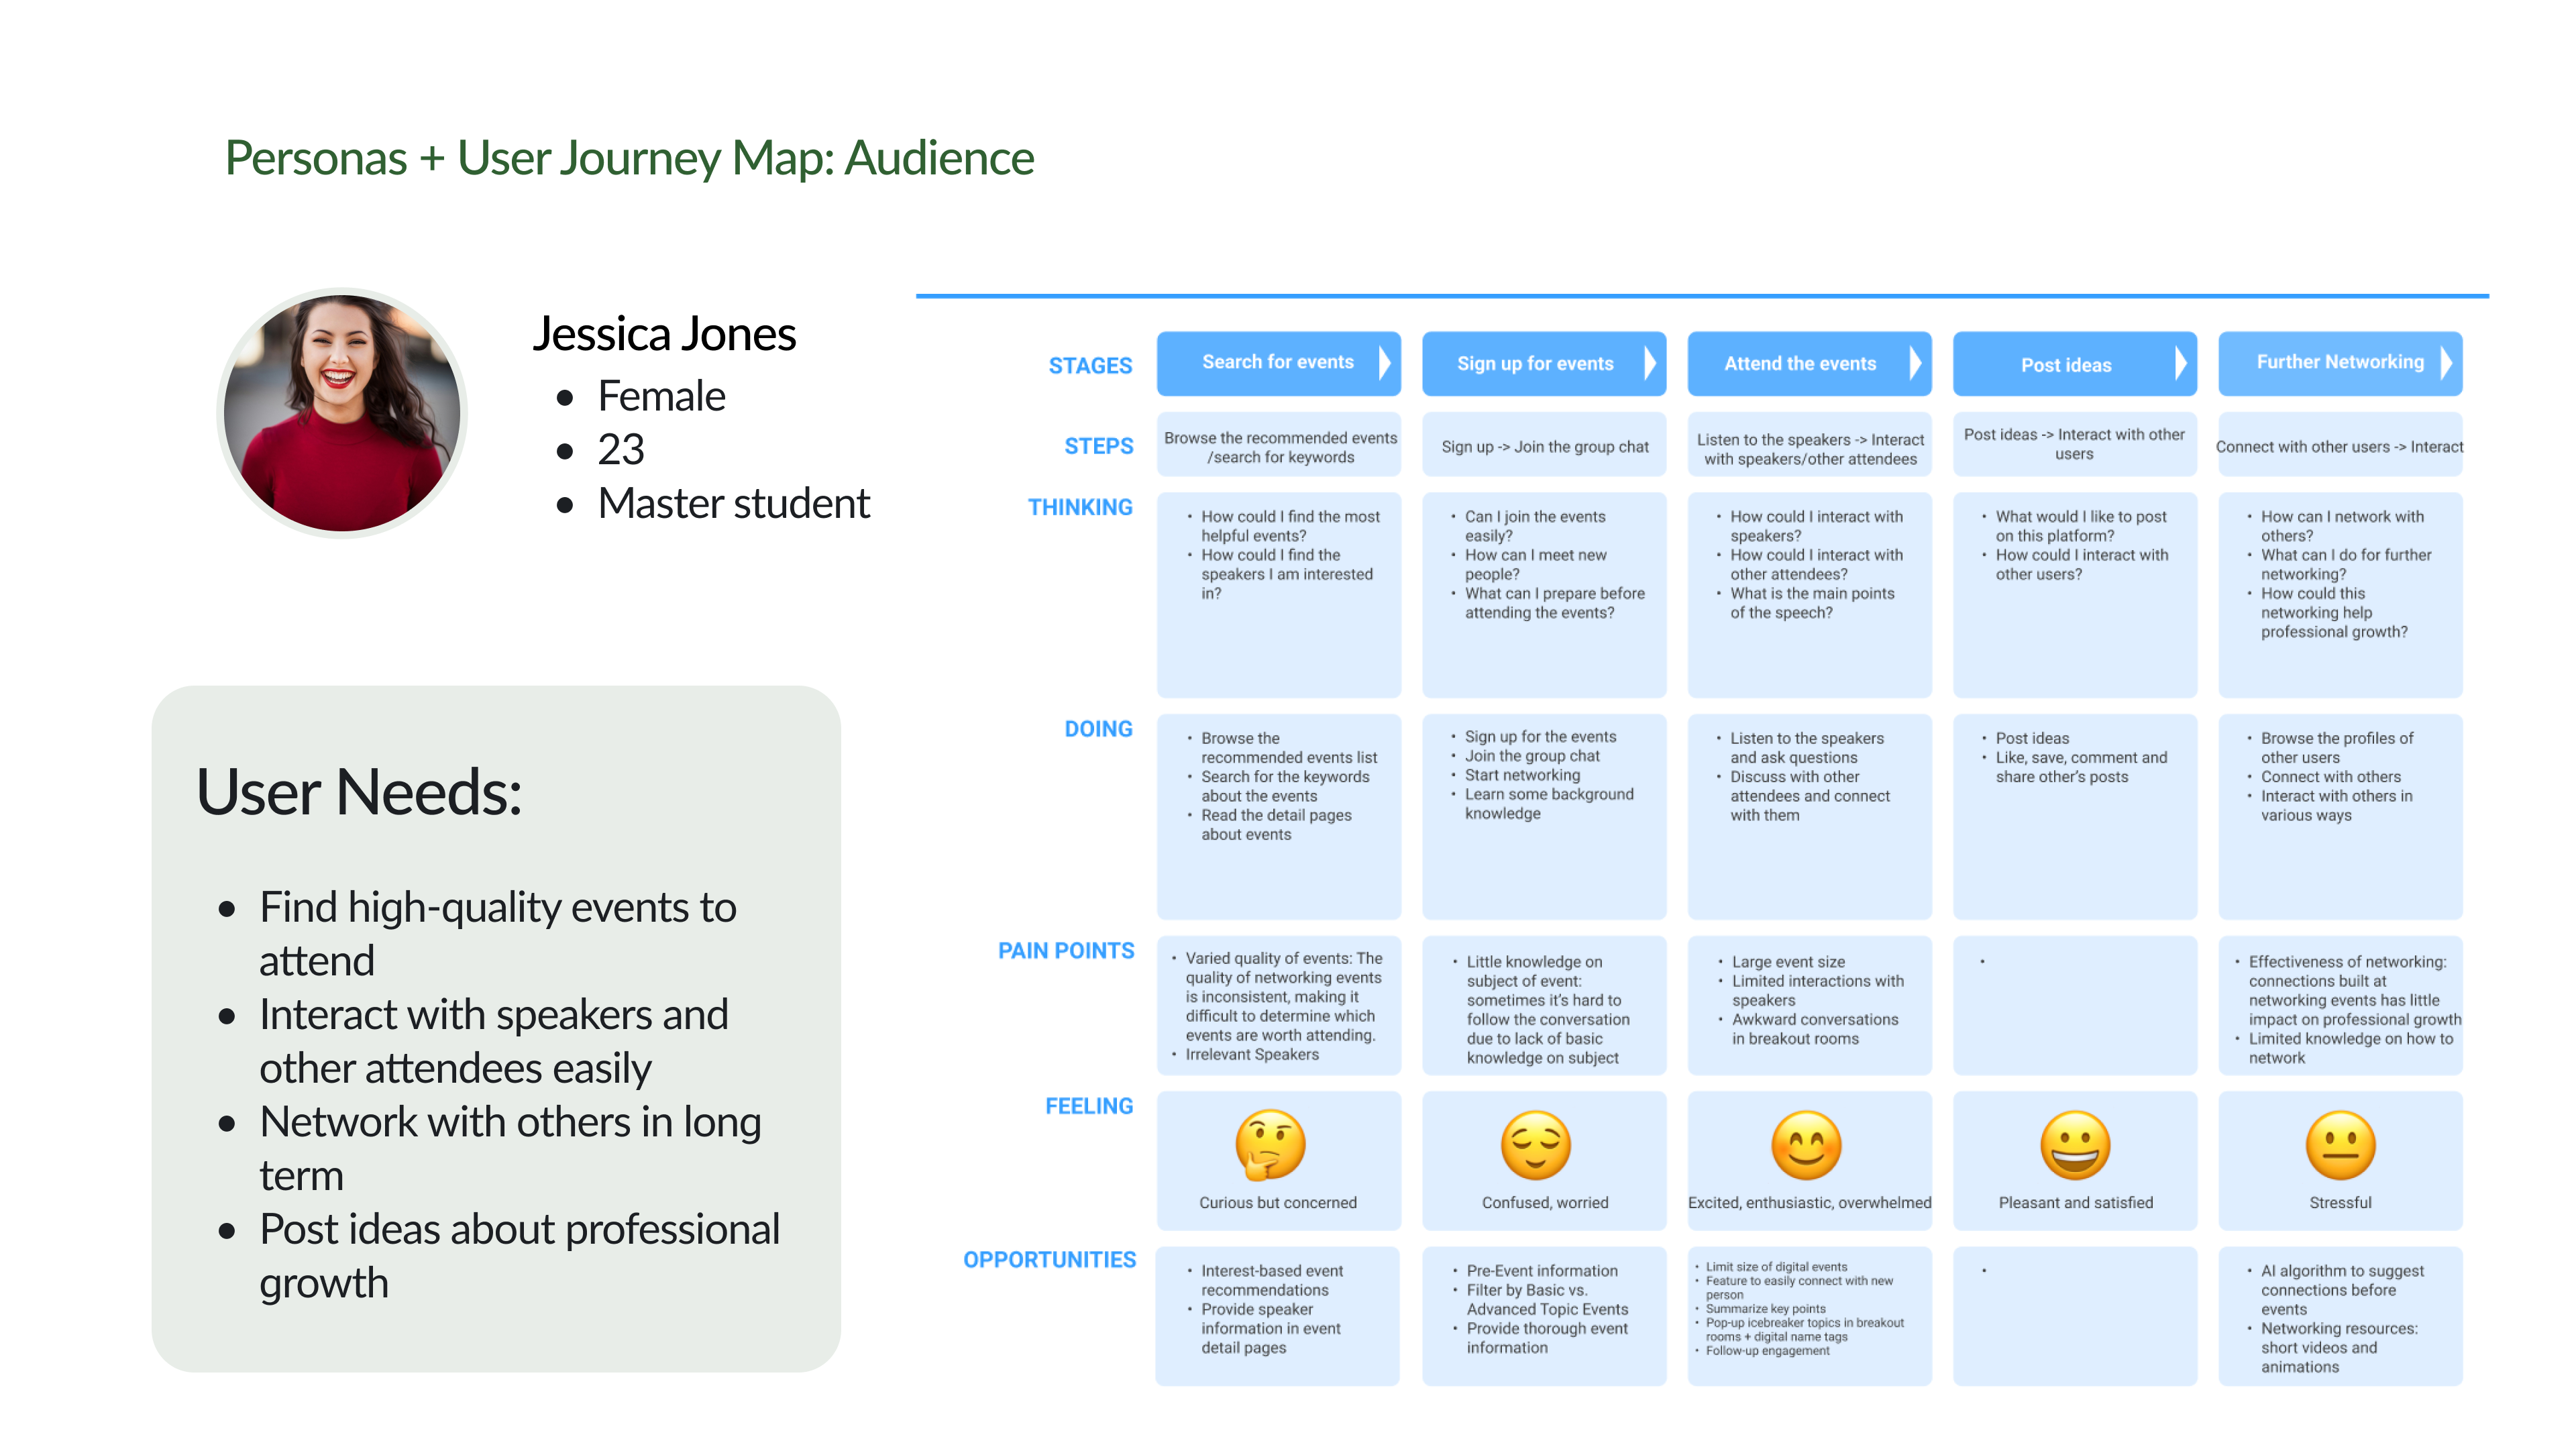 Personas + User Journey Map: Audience
Jessica Jones
• Female
• 23
• Master student
User Needs:
• Find high-quality events to
attend
• Interact with speakers and
other attendees easily
• Network with others in long
term
• Post ideas about professional
growth
STAGES
Search for events
Sign up for events
Attend the events
Post ideas
Further Networking
STEPS
Browse the recommended events
/search for keywords
Sign up -> Join the group chat
Listen to the speakers -> Interact
with speakers/other attendees
Post ideas -> Interact with other
users
Connect with other users -> Interact
THINKING
• How could I find the most
helpful events?
• How could I find the
speakers I am interested
in?
• Can I join the events
easily?
• How can I meet new
people?
• What can I prepare before
attending the events?
• How could I interact with
speakers?
• How could I interact with
other attendees?
• What is the main points
of the speech?
• What would I like to post
on this platform?
• How could I interact with
other users?
• How can I network with
others?
• What can I do for further
networking?
• How could this
networking help
professional growth?
DOING
• Browse the
recommended events list
• Search for the keywords
about the events
• Read the detail pages
about events
• Sign up for the events
• Join the group chat
• Start networking
• Learn some background
knowledge
• Listen to the speakers
and ask questions
• Discuss with other
attendees and connect
with them
• Post ideas
• Like, save, comment and
share other's posts
• Browse the profiles of
other users
• Connect with others
• Interact with others in
various ways
PAIN POINTS
• Varied quality of events: The
quality of networking events
is inconsistent, making it
difficult to determine which
events are worth attending.
• Irrelevant Speakers
• Little knowledge on
subject of event:
sometimes it's hard to
follow the conversation
due to lack of basic
knowledge on subject
• Large event size
• Limited interactions with
speakers
• Awkward conversations
in breakout rooms
•
• Effectiveness of networking:
connections built at
networking events has little
impact on professional growth
• Limited knowledge on how to
network
FEELING
Curious but concerned
Confused, worried
Excited, enthusiastic, overwhelmed
Pleasant and satisfied
Stressful
OPPORTUNITIES
• Interest-based event
recommendations
• Provide speaker
information in event
detail pages
• Pre-Event information
• Filter by Basic vs.
Advanced Topic Events
• Provide thorough event
information
• Limit size of digital events
• Feature to easily connect with new
person
• Summarize key points
• Pop-up icebreaker topics in breakout
rooms + digital name tags
• Follow-up engagement
•
• AI algorithm to suggest
connections before
events
• Networking resources:
short videos and
animations